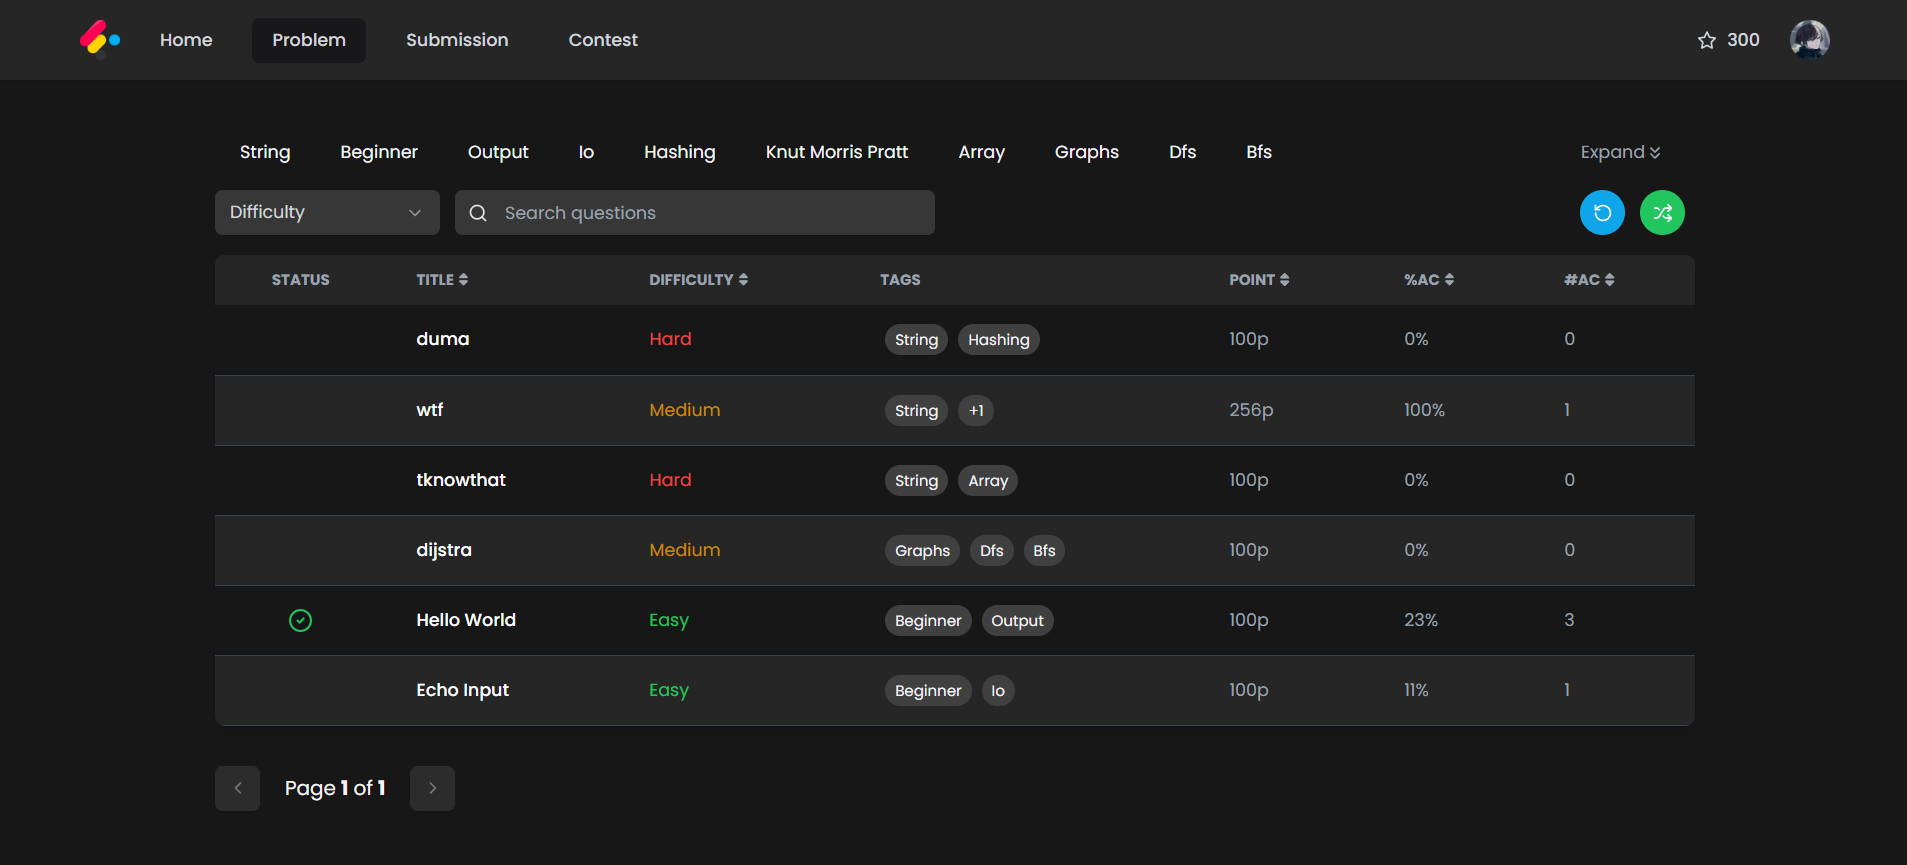 Home Problem Submission Contest 300
String Beginner Output Io Hashing Knut Morris Pratt Array Graphs Dfs Bfs Expand
Difficulty Search questions
STATUS TITLE DIFFICULTY TAGS POINT %AC #AC
duma Hard String Hashing 100p 0% 0
wtf Medium String +1 256p 100% 1
tknowthat Hard String Array 100p 0% 0
dijstra Medium Graphs Dfs Bfs 100p 0% 0
Hello World Easy Beginner Output 100p 23% 3
Echo Input Easy Beginner Io 100p 11% 1
Page 1 of 1